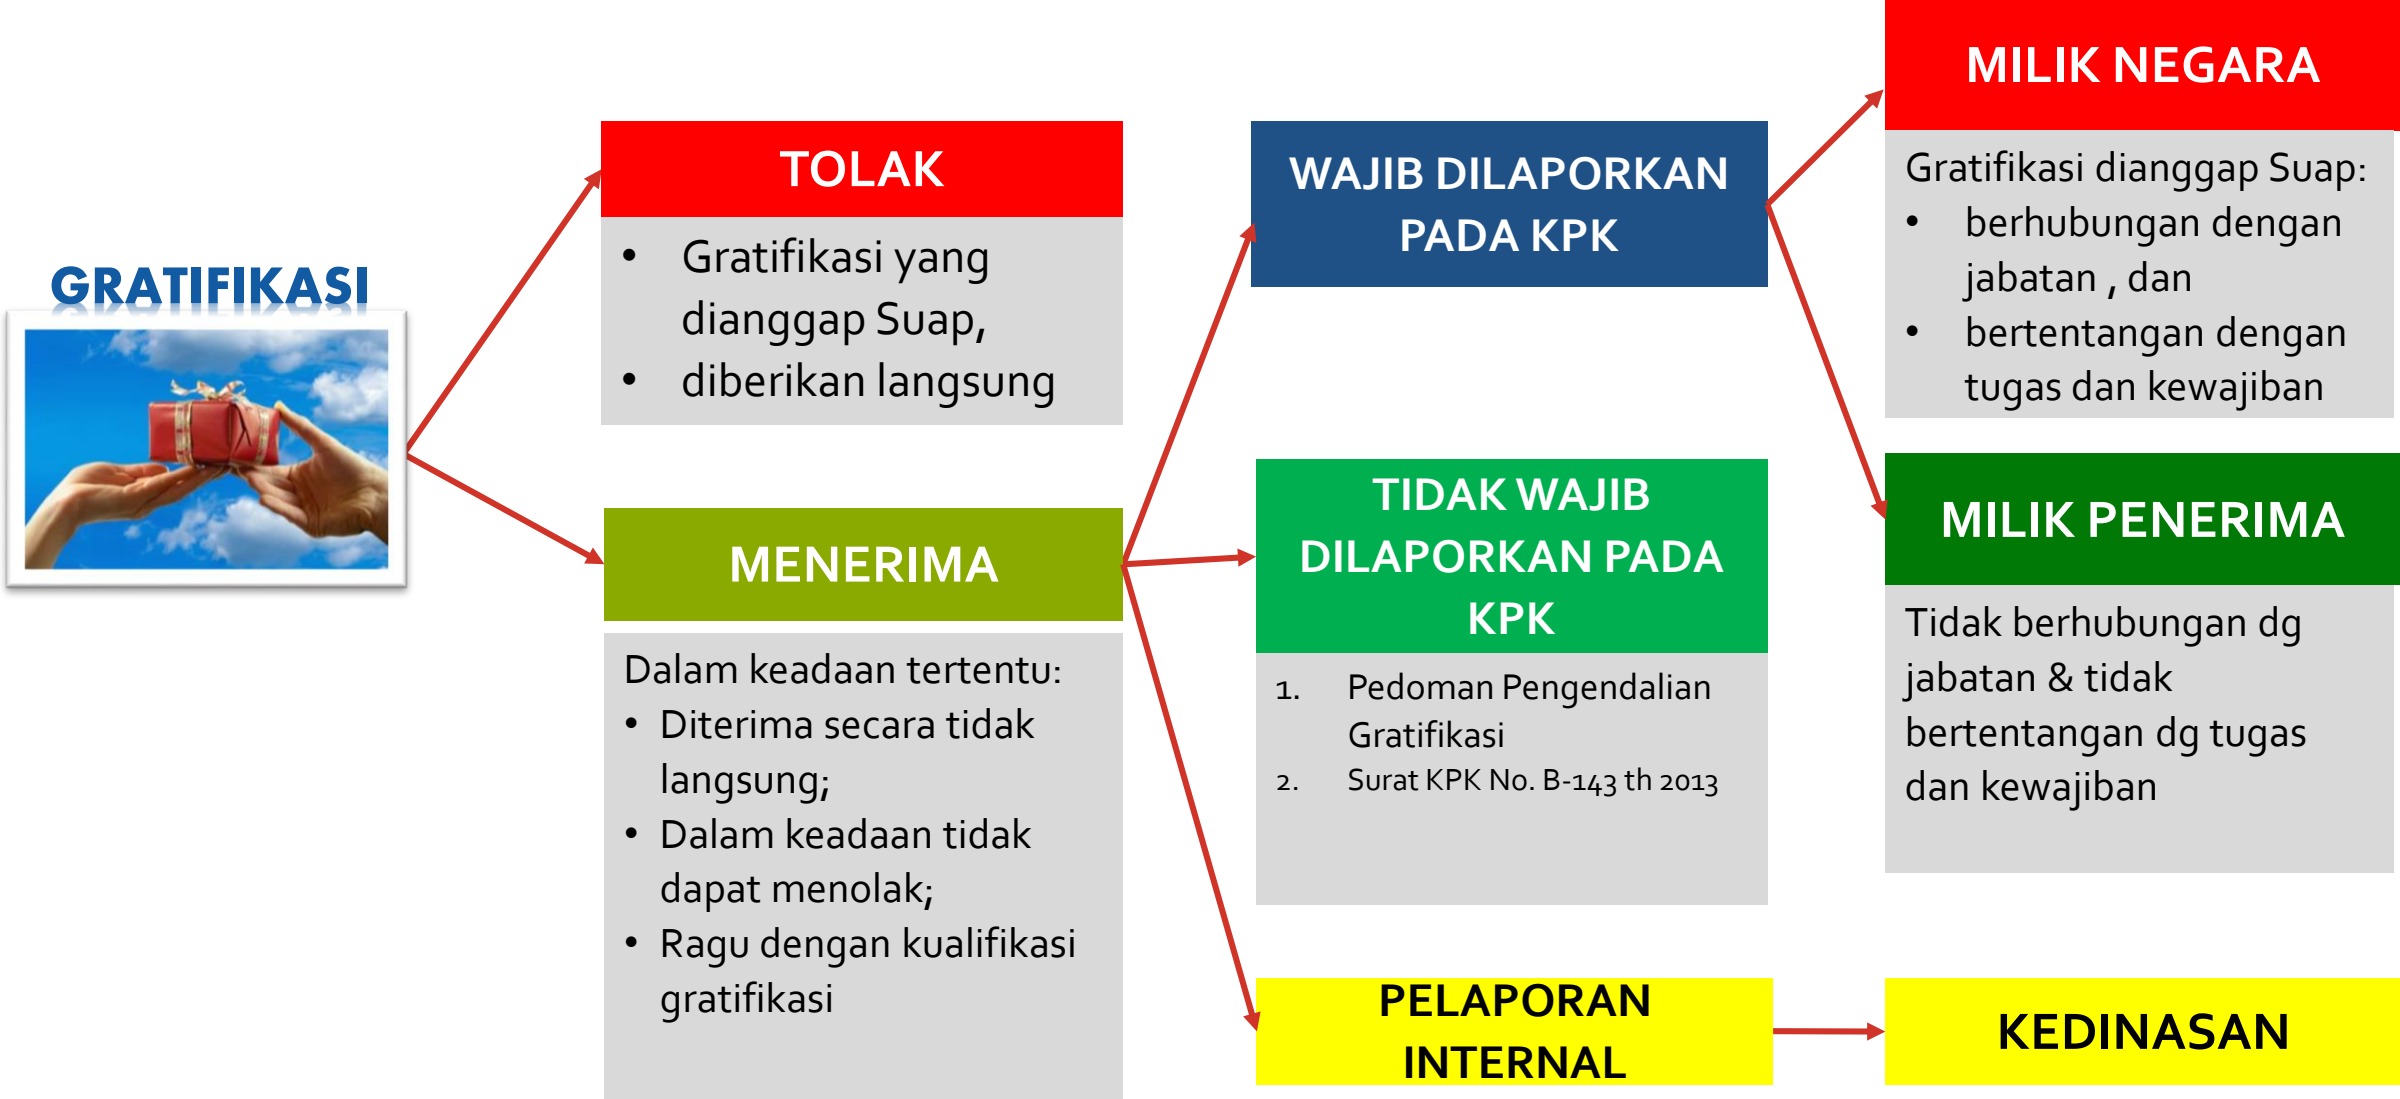 GRATIFIKASI
TOLAK
• Gratifikasi yang
dianggap Suap,
• diberikan langsung
MENERIMA
Dalam keadaan tertentu:
• Diterima secara tidak
langsung;
• Dalam keadaan tidak
dapat menolak;
• Ragu dengan kualifikasi
gratifikasi
WAJIB DILAPORKAN
PADA KPK
TIDAK WAJIB
DILAPORKAN PADA
KPK
1. Pedoman Pengendalian
Gratifikasi
2. Surat KPK No. B-143 th 2013
PELAPORAN
INTERNAL
MILIK NEGARA
Gratifikasi dianggap Suap:
• berhubungan dengan
jabatan , dan
• bertentangan dengan
tugas dan kewajiban
MILIK PENERIMA
Tidak berhubungan dg
jabatan & tidak
bertentangan dg tugas
dan kewajiban
KEDINASAN